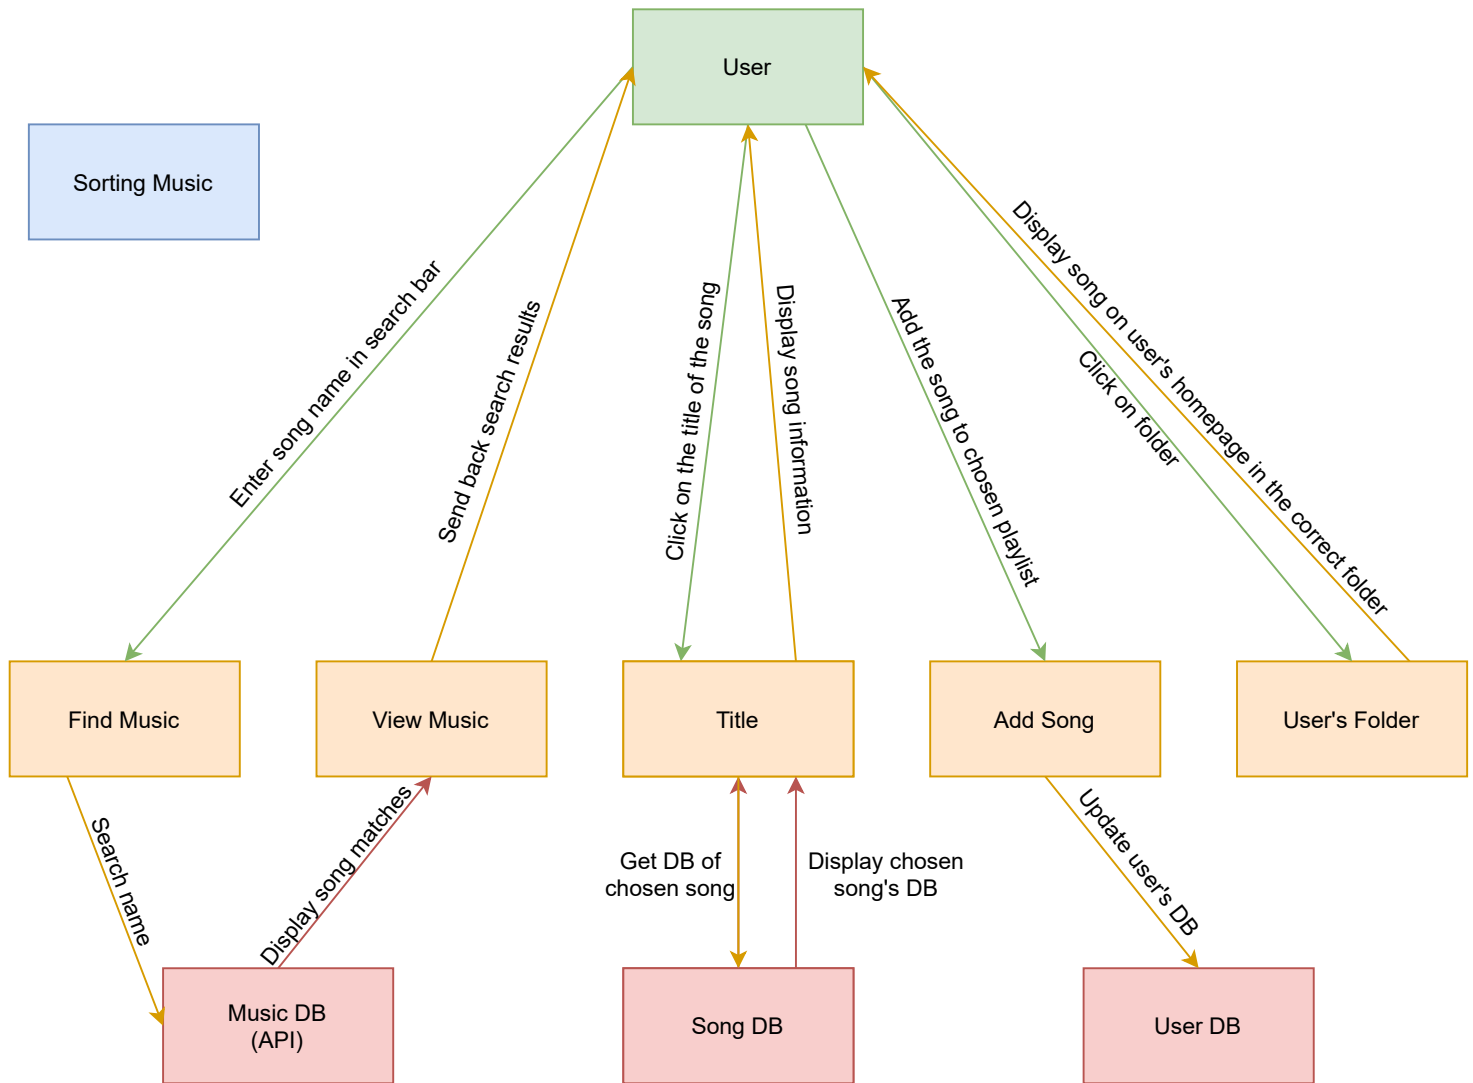 User
Sorting Music
Enter song name in search bar
Send back search results
Click on the title of the song
Display song information
Add the song to chosen playlist
Display song on user's homepage in the correct folder
Click on folder
Find Music
View Music
Title
Add Song
User's Folder
Search name
Display song matches
Get DB of
chosen song
Display chosen
song's DB
Update user's DB
Music DB
(API)
Song DB
User DB